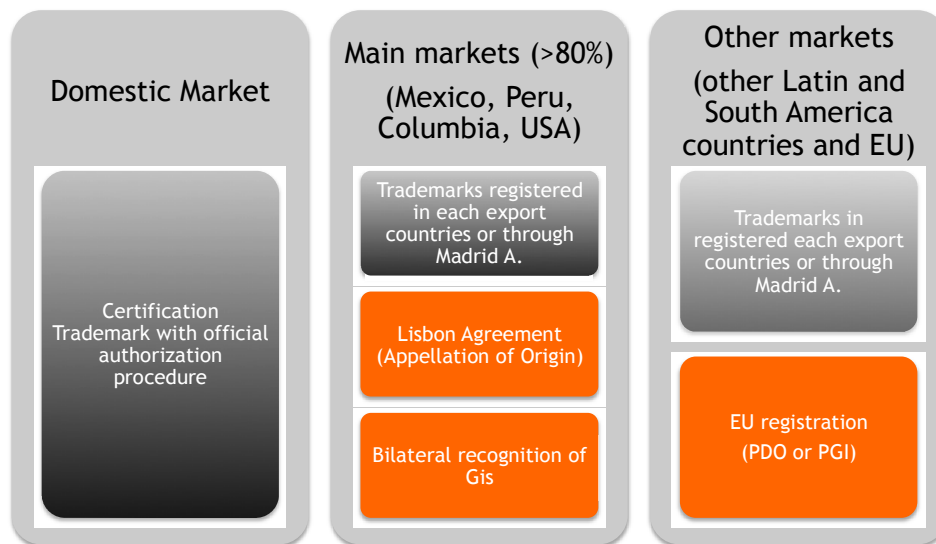 Domestic Market
Certification
Trademark with official
authorization
procedure
Main markets (>80%)
(Mexico, Peru,
Columbia, USA)
Trademarks registered
in each export
countries or through
Madrid A.
Lisbon Agreement
(Appellation of Origin)
Bilateral recognition of
Gis
Other markets
(other Latin and
South America
countries and EU)
Trademarks in
registered each export
countries or through
Madrid A.
EU registration
(PDO or PGI)